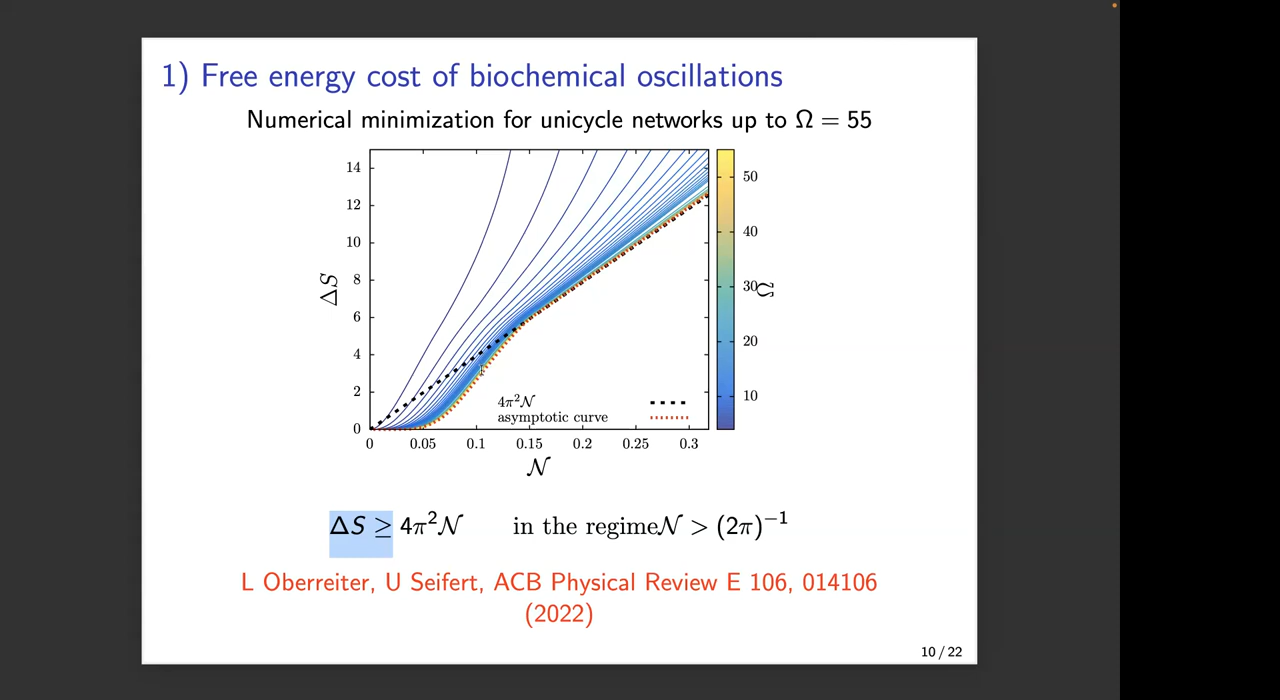 1) Free energy cost of biochemical oscillations
Numerical minimization for unicycle networks up to Ω = 55
14
12
10
8
6
4
2
0
ΔS
0 0.05 0.1 0.15 0.2 0.25 0.3
𝒩
4π²𝒩
asymptotic curve
50
40
30
20
10
Ω
ΔS ≥ 4π²𝒩 in the regime𝒩 > (2π)⁻¹
L Oberreiter, U Seifert, ACB Physical Review E 106, 014106
(2022)
10 / 22